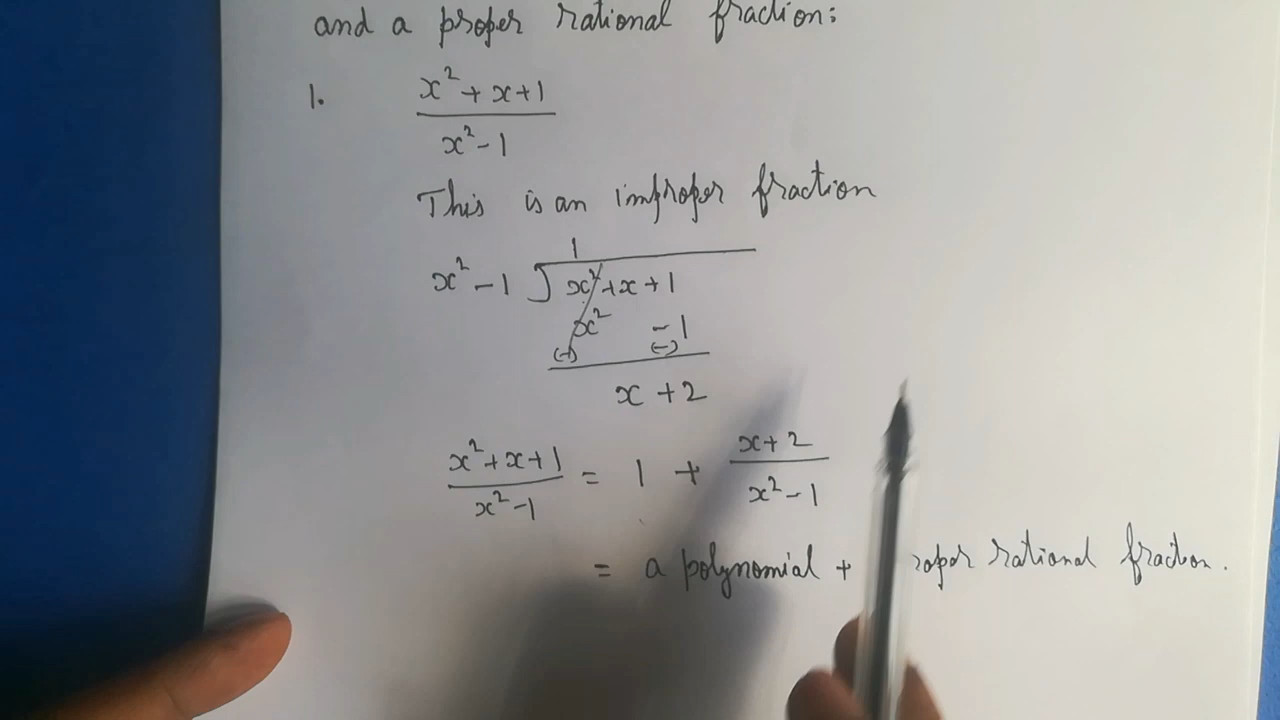 and a proper rational fraction:
1. x² + x + 1
x² - 1
This is an improper fraction
1
x² - 1 ) x² + x + 1
x² - 1
(-) (-)
x + 2
x² + x + 1 / x² - 1 = 1 + x + 2 / x² - 1
= a polynomial + rational fraction.